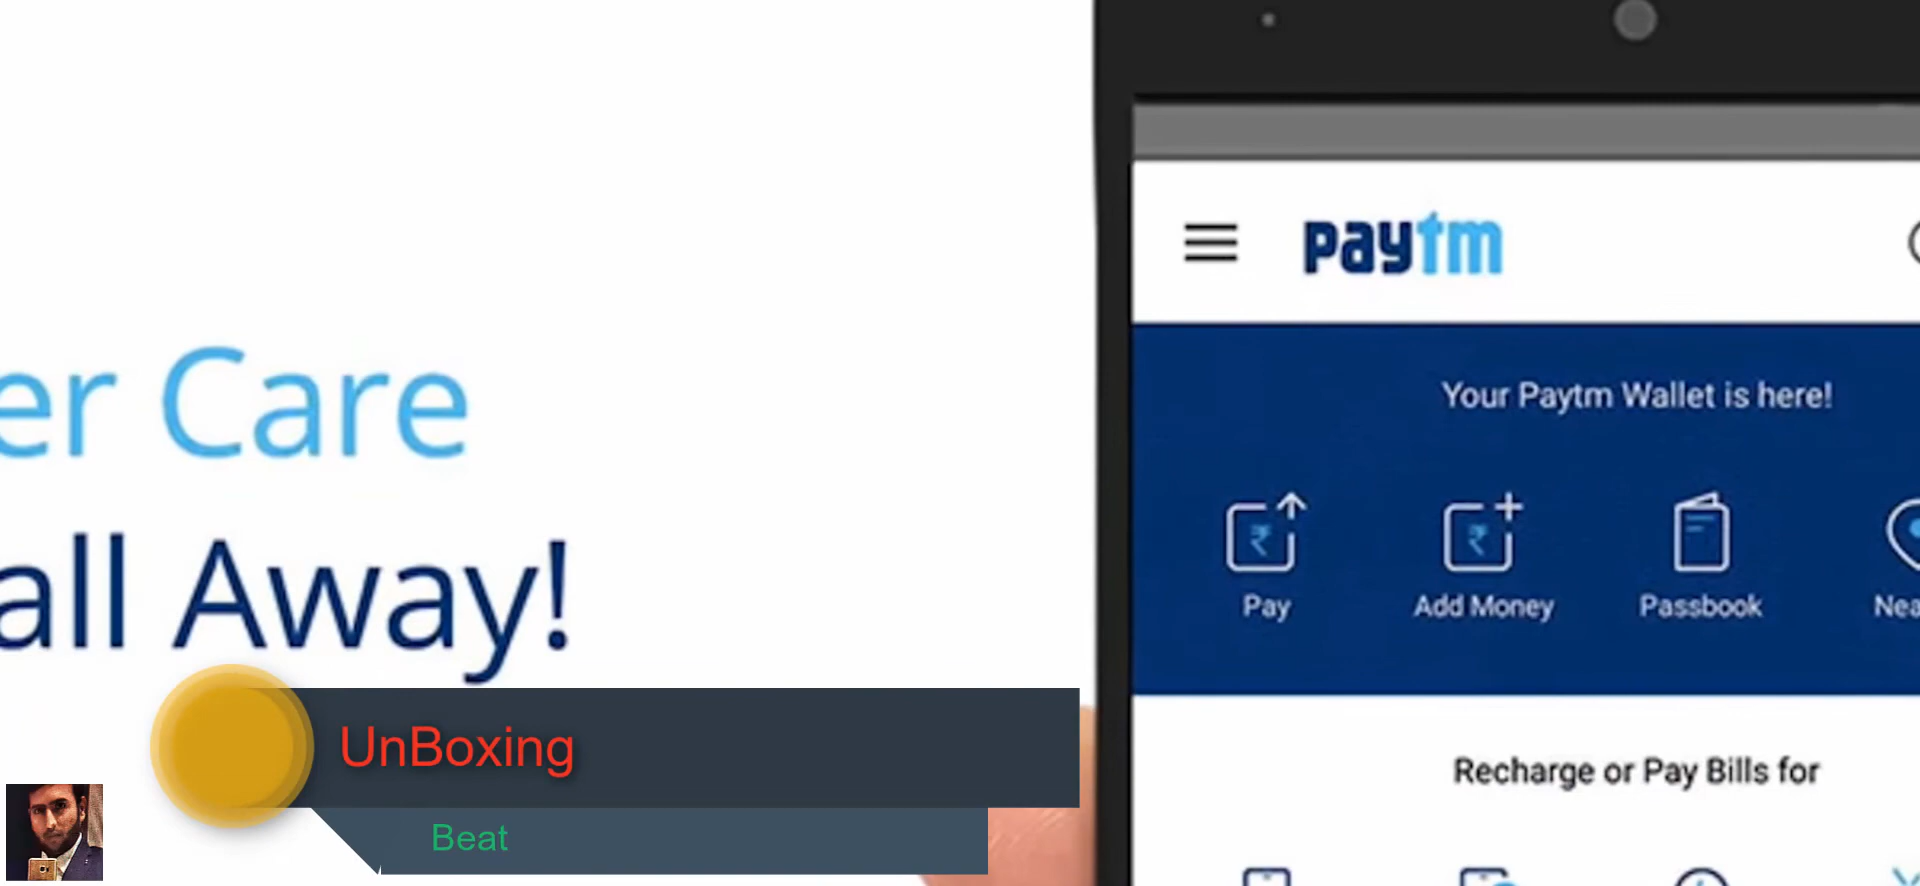 er Care
all Away!
UnBoxing
Beat
paytm
Your Paytm Wallet is here!
₹ ₹
Pay Add Money Passbook Nea
Recharge or Pay Bills for